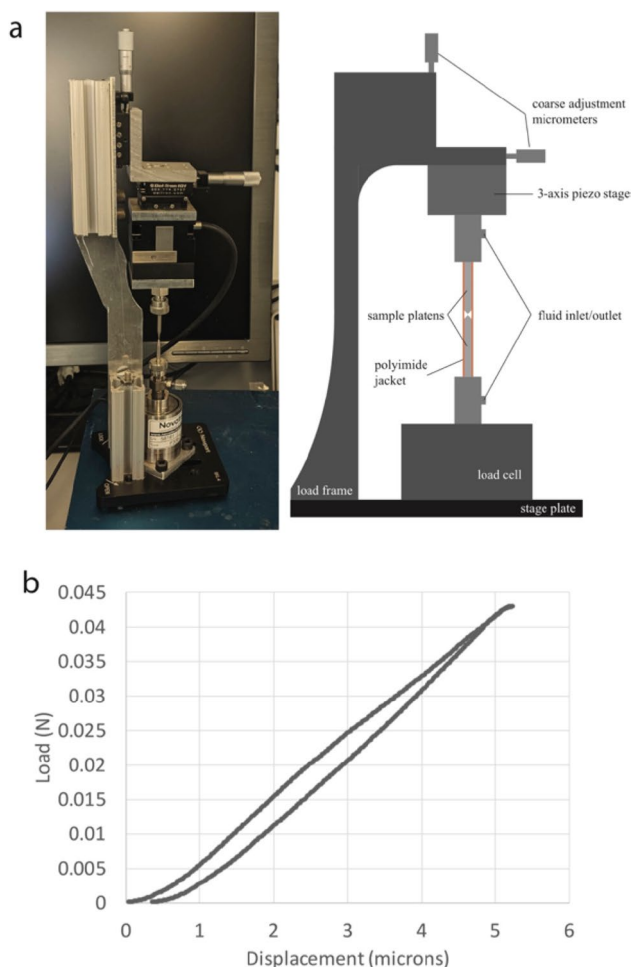 a
coarse adjustment
micrometers
3-axis piezo stage
sample platens
fluid inlet/outlet
polyimide
jacket
load frame
load cell
stage plate
b
0.045
0.04
0.035
0.03
0.025
0.02
0.015
0.01
0.005
0
Load (N)
0 1 2 3 4 5 6
Displacement (microns)